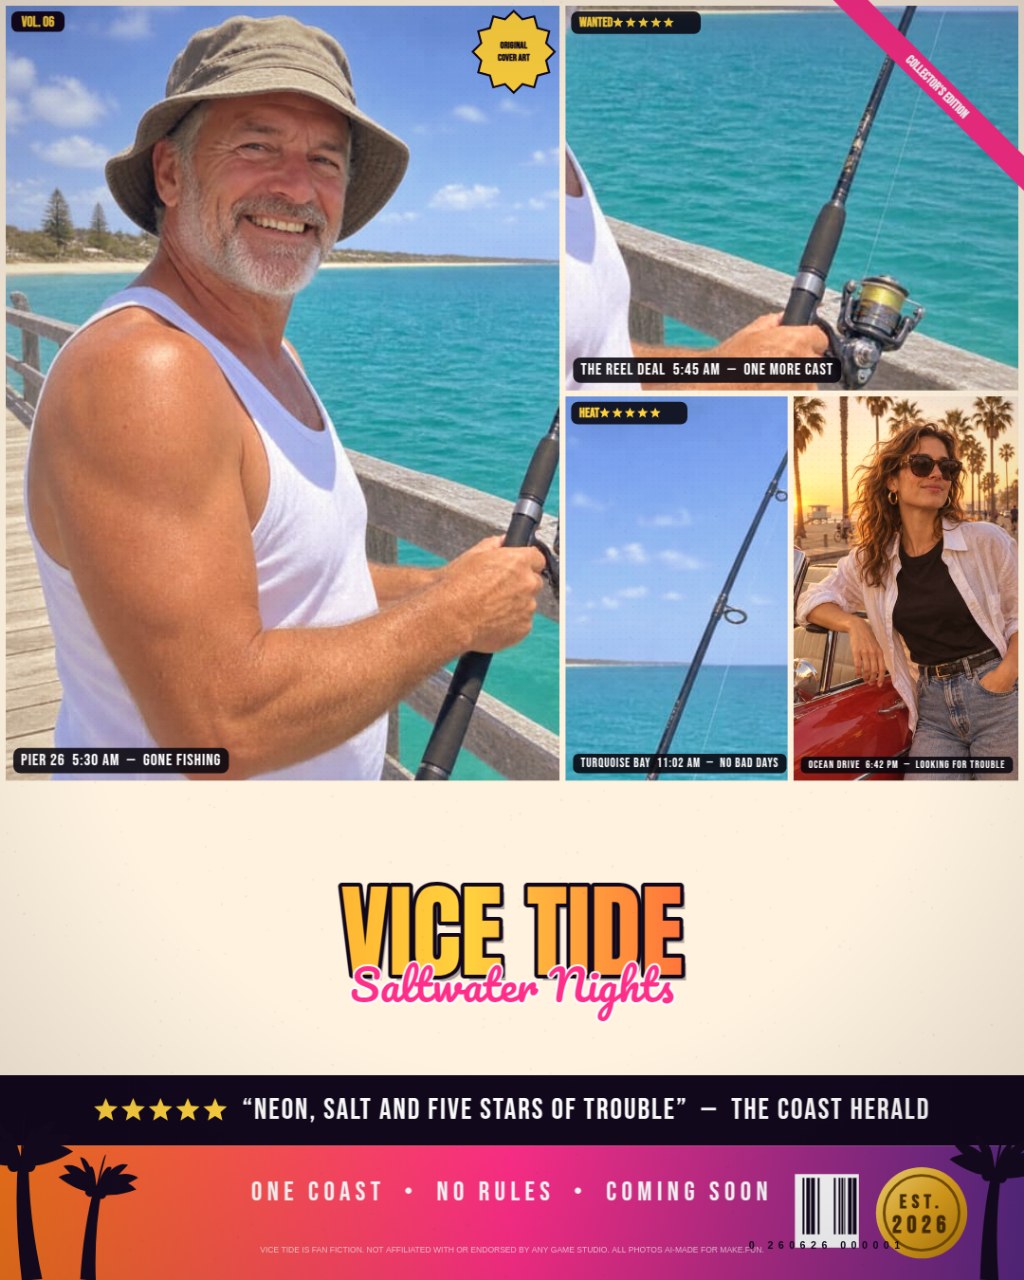 VOL. 06
ORIGINAL
COVER ART
WANTED★★★★★
COLLECTOR'S EDITION
THE REEL DEAL 5:45 AM — ONE MORE CAST
HEAT★★★★★
PIER 26 5:30 AM — GONE FISHING
TURQUOISE BAY 11:02 AM — NO BAD DAYS
OCEAN DRIVE 6:42 PM — LOOKING FOR TROUBLE
VICE TIDE
Saltwater Nights
★★★★★ “NEON, SALT AND FIVE STARS OF TROUBLE” — THE COAST HERALD
ONE COAST • NO RULES • COMING SOON
EST.
2026
0 260626 000001
VICE TIDE IS FAN FICTION. NOT AFFILIATED WITH OR ENDORSED BY ANY GAME STUDIO. ALL PHOTOS AI-MADE FOR MAKE.FUN.